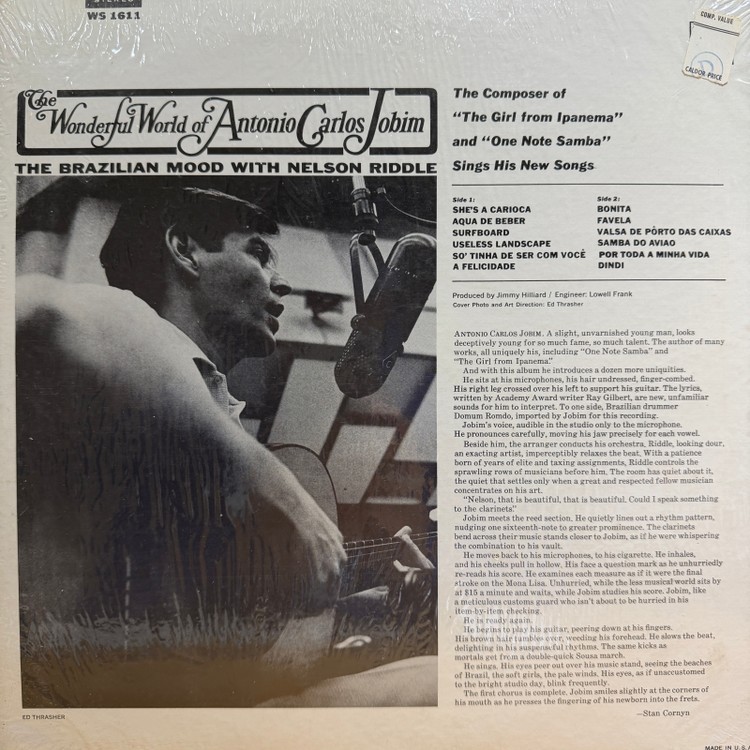 STEREO
WS 1611
COMP. VALUE
CALDOR PRICE
The Wonderful World of Antonio Carlos Jobim
THE BRAZILIAN MOOD WITH NELSON RIDDLE
The Composer of
"The Girl from Ipanema"
and "One Note Samba"
Sings His New Songs
Side 1:
SHE'S A CARIOCA
AQUA DE BEBER
SURFBOARD
USELESS LANDSCAPE
SO' TINHA DE SER COM VOCÊ
A FELICIDADE
Side 2:
BONITA
FAVELA
VALSA DE PÔRTO DAS CAIXAS
SAMBA DO AVIAO
POR TODA A MINHA VIDA
DINDI
Produced by Jimmy Hilliard / Engineer: Lowell Frank
Cover Photo and Art Direction: Ed Thrasher
ANTONIO CARLOS JOBIM. A slight, unvarnished young man, looks
deceptively young for so much fame, so much talent. The author of many
works, all uniquely his, including "One Note Samba" and
"The Girl from Ipanema."
And with this album he introduces a dozen more uniquities.
He sits at his microphones, his hair undressed, finger-combed.
His right leg crossed over his left to support his guitar. The lyrics,
written by Academy Award writer Ray Gilbert, are new, unfamiliar
sounds for him to interpret. To one side, Brazilian drummer
Domum Romdo, imported by Jobim for this recording.
Jobim's voice, audible in the studio only to the microphone.
He pronounces carefully, moving his jaw precisely for each vowel.
Beside him, the arranger conducts his orchestra, Riddle, looking dour,
an exacting artist, imperceptibly relaxes the beat. With a patience
born of years of elite and taxing assignments, Riddle controls the
sprawling rows of musicians before him. The room has quiet about it,
the quiet that settles only when a great and respected fellow musician
concentrates on his art.
"Nelson, that is beautiful, that is beautiful. Could I speak something
to the clarinets?"
Jobim meets the reed section. He quietly lines out a rhythm pattern,
nudging one sixteenth-note to greater prominence. The clarinets
bend across their music stands closer to Jobim, as if he were whispering
the combination to his vault.
He moves back to his microphones, to his cigarette. He inhales,
and his cheeks pull in hollow. His face a question mark as he unhurriedly
re-reads his score. He examines each measure as if it were the final
stroke on the Mona Lisa. Unhurried, while the less musical world sits by
at $15 a minute and waits, while Jobim studies his score. Jobim, like
a meticulous customs guard who isn't about to be hurried in his
item-by-item checking.
He is ready again.
He begins to play his guitar, peering down at his fingers.
His brown hair tumbles over, weeding his forehead. He slows the beat,
delighting in his suspenseful rhythms. The same kicks as
mortals get from a double-quick Sousa march.
He sings. His eyes peer out over his music stand, seeing the beaches
of Brazil, the soft girls, the pale winds. His eyes, as if unaccustomed
to the bright studio day, blink frequently.
The first chorus is complete. Jobim smiles slightly at the corners of
his mouth as he presses the fingering of his newborn into the frets.
—Stan Cornyn
ED THRASHER
MADE IN U.S.A.